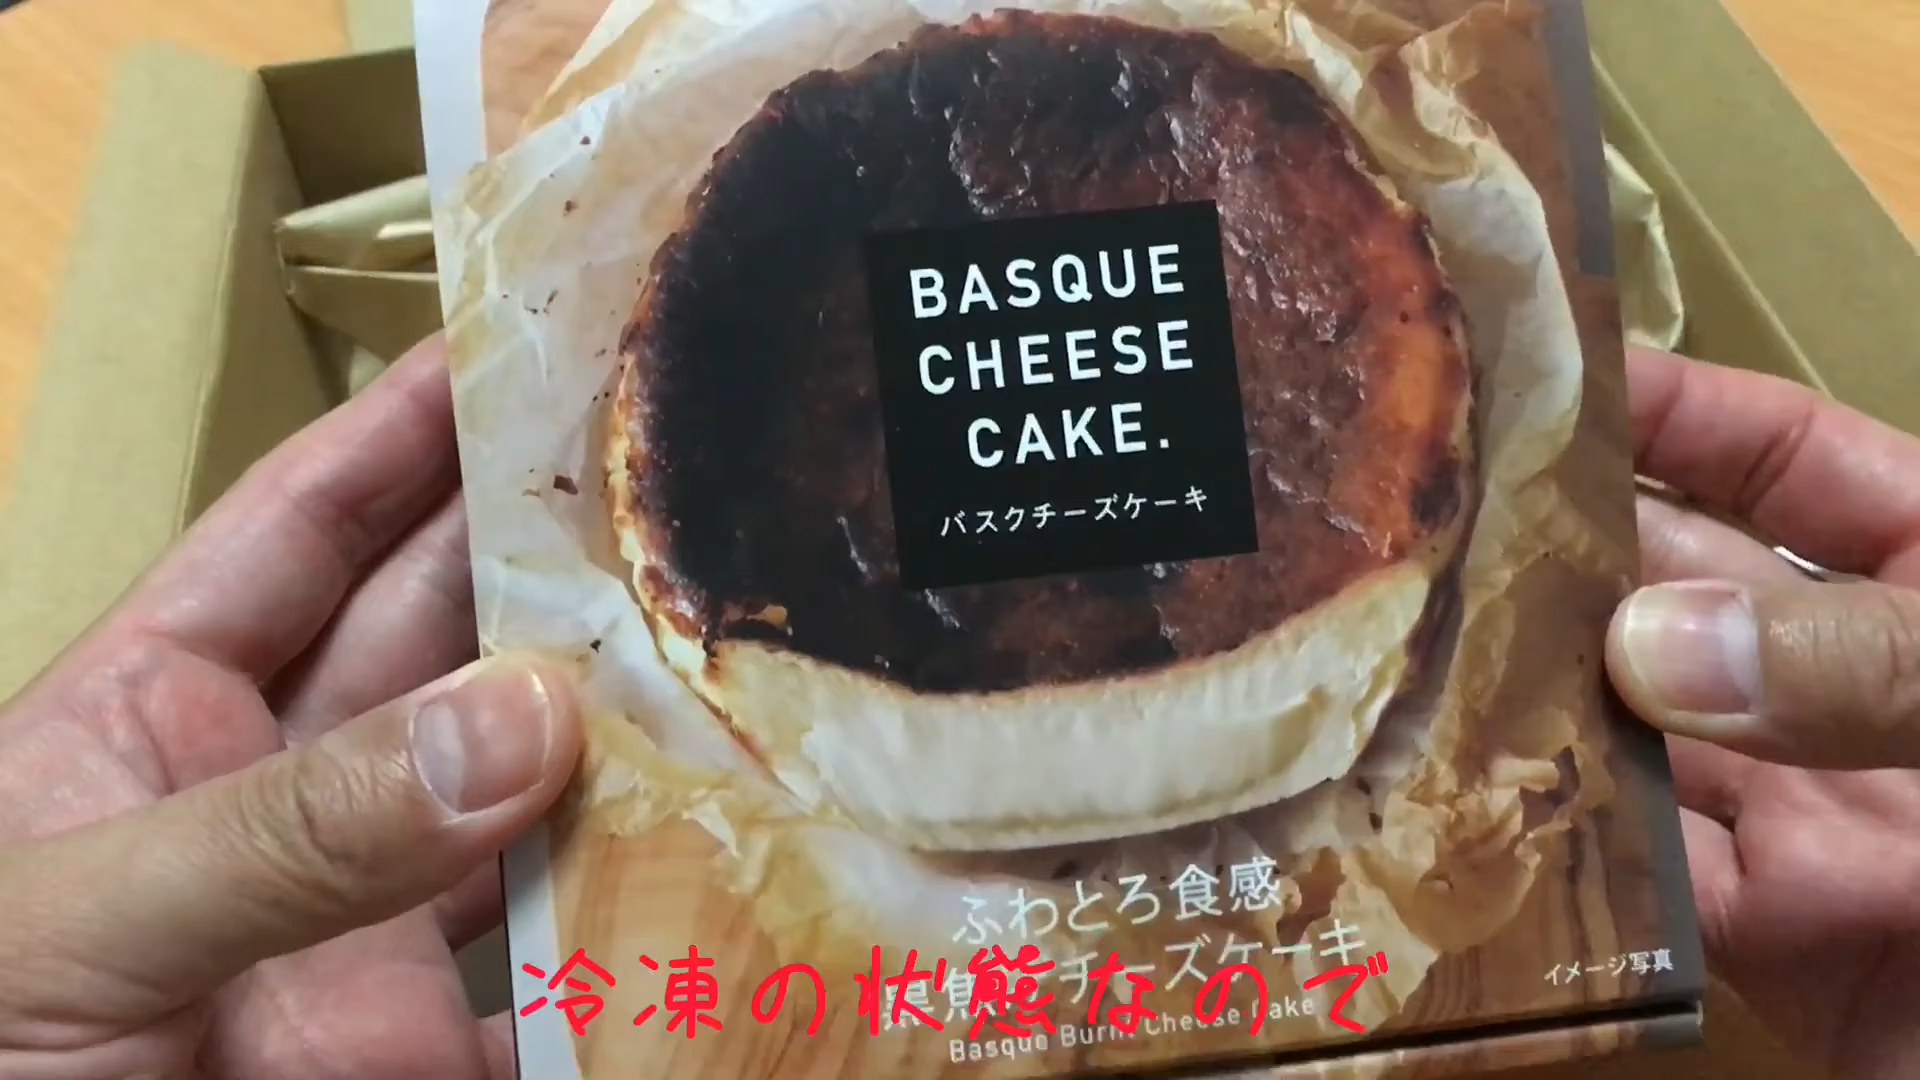 BASQUE
CHEESE
CAKE.
バスクチーズケーキ
ふわとろ食感
チーズケーキ
イメージ写真
Basque Burnt Cheese Cake
冷凍の状態なので